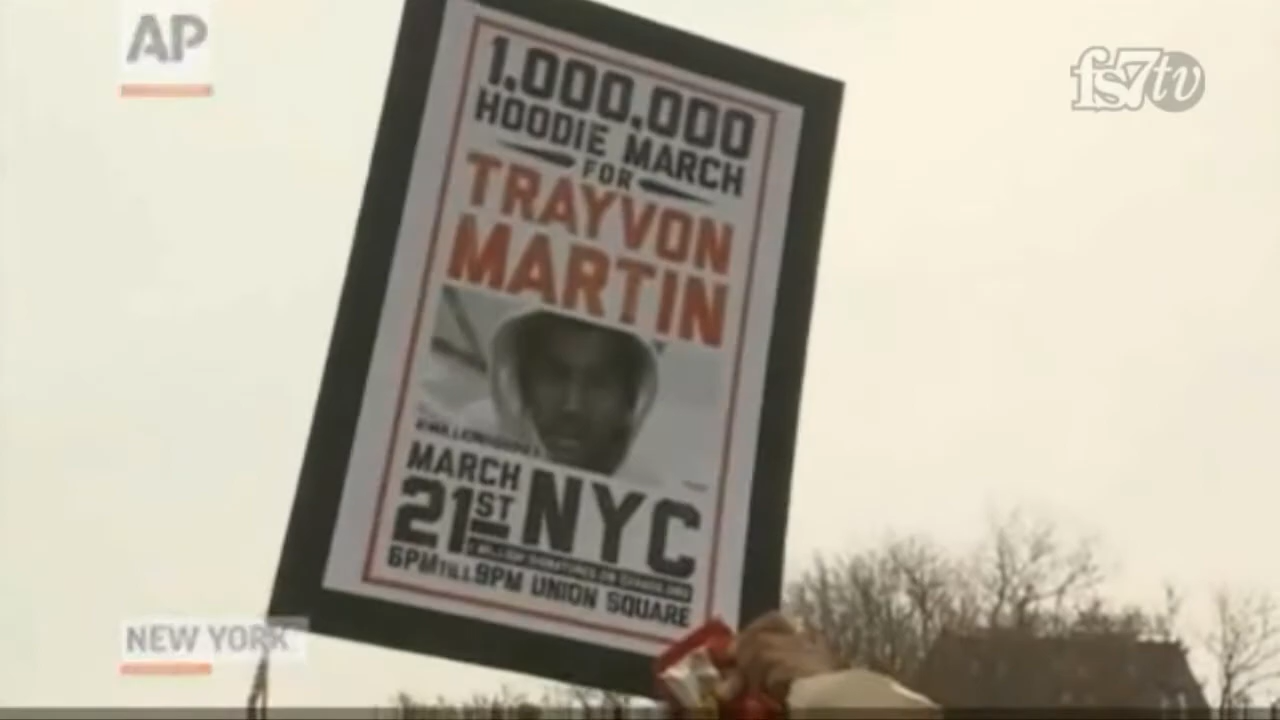 AP
fs7tv
1,000,000
HOODIE MARCH
FOR
TRAYVON
MARTIN
MARCH
21ST NYC
6PM TILL 9PM UNION SQUARE
NEW YORK